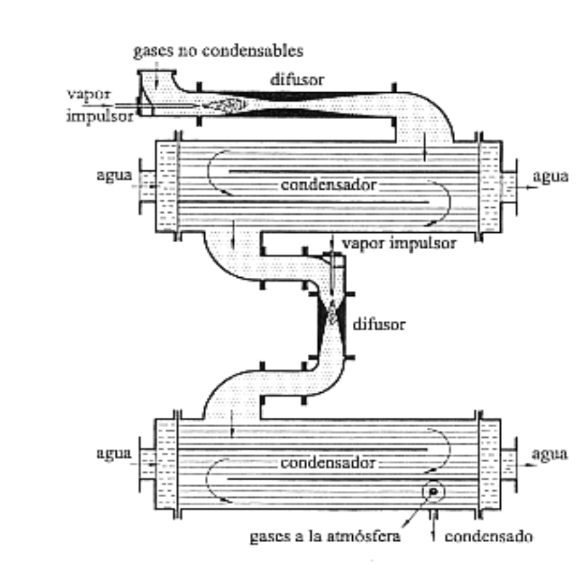 gases no condensables
difusor
vapor
impulsor
agua
condensador
agua
vapor impulsor
difusor
agua
condensador
agua
gases a la atmósfera
condensado